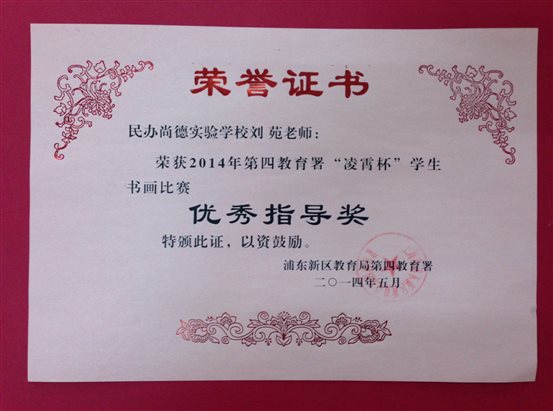 荣誉证书
民办尚德实验学校刘 苑老师：
荣获2014年第四教育署“凌霄杯”学生
书画比赛
优秀指导奖
特颁此证，以资鼓励。
浦东新区教育局第四教育署
二〇一四年五月